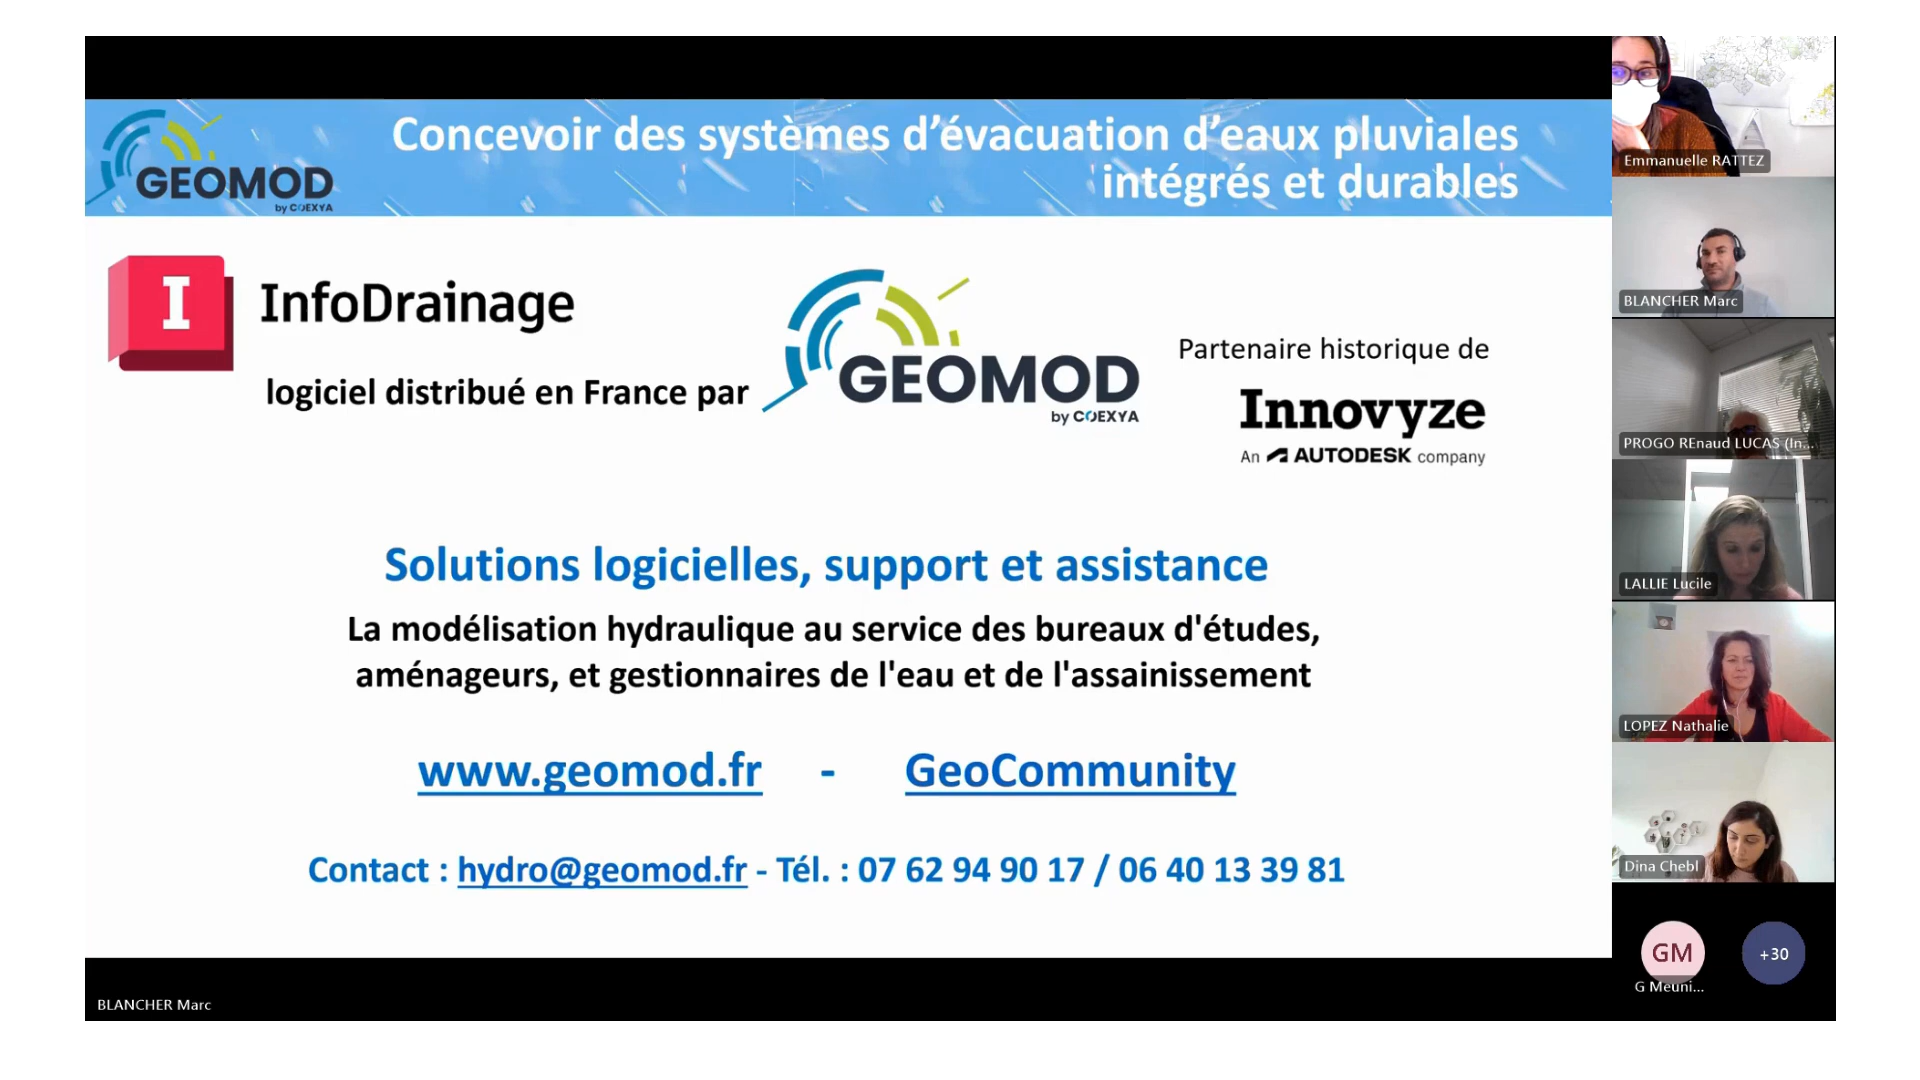 Concevoir des systèmes d’évacuation d’eaux pluviales
intégrés et durables
GEOMOD
by COEXYA
I
InfoDrainage
logiciel distribué en France par
GEOMOD
by COEXYA
Partenaire historique de
Innovyze
An AUTODESK company
Solutions logicielles, support et assistance
La modélisation hydraulique au service des bureaux d'études,
aménageurs, et gestionnaires de l'eau et de l'assainissement
www.geomod.fr - GeoCommunity
Contact : hydro@geomod.fr - Tél. : 07 62 94 90 17 / 06 40 13 39 81
BLANCHER Marc
Emmanuelle RATTEZ
BLANCHER Marc
PROGO REnaud LUCAS (In...
LALLIE Lucile
LOPEZ Nathalie
Dina Chebl
GM
+30
G Meuni...